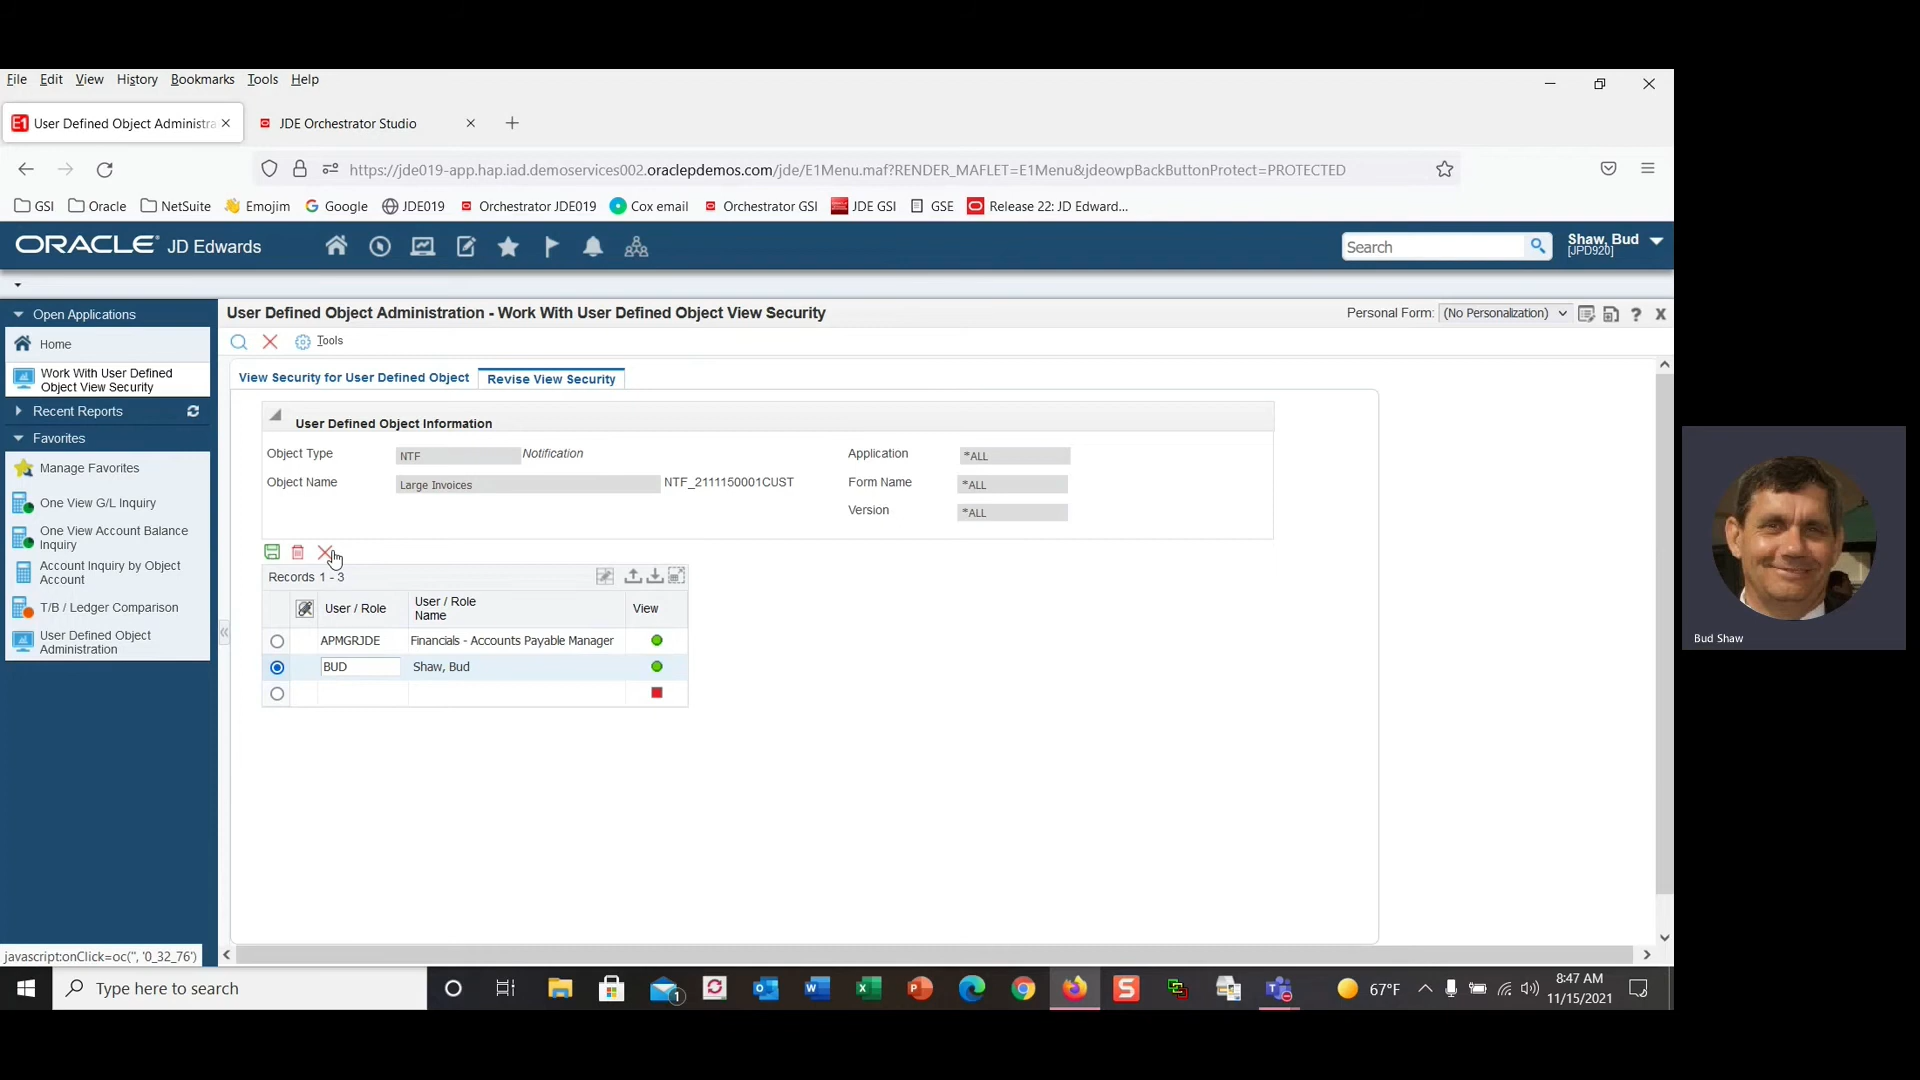 File Edit View History Bookmarks Tools Help
E1 User Defined Object Administra
JDE Orchestrator Studio
https://jde019-app.hap.iad.demoservices002.oraclepdemos.com/jde/E1Menu.maf?RENDER_MAFLET=E1Menu&jdeowpBackButtonProtect=PROTECTED
GSI Oracle NetSuite Emojim Google JDE019 Orchestrator JDE019 Cox email Orchestrator GSI JDE GSI GSE Release 22: JD Edward...
ORACLE JD Edwards
Search
Shaw, Bud
[JPD920]
Open Applications
Home
Work With User Defined
Object View Security
Recent Reports
Favorites
Manage Favorites
One View G/L Inquiry
One View Account Balance
Inquiry
Account Inquiry by Object
Account
T/B / Ledger Comparison
User Defined Object
Administration
User Defined Object Administration - Work With User Defined Object View Security
Personal Form: (No Personalization)
Tools
View Security for User Defined Object
Revise View Security
User Defined Object Information
Object Type NTF Notification
Application *ALL
Object Name Large Invoices NTF_2111150001CUST
Form Name *ALL
Version *ALL
Records 1 - 3
User / Role
User / Role
Name
View
APMGRJDE Financials - Accounts Payable Manager
BUD Shaw, Bud
Bud Shaw
javascript:onClick=oc('', '0_32_76')
Type here to search
1
67°F
8:47 AM
11/15/2021